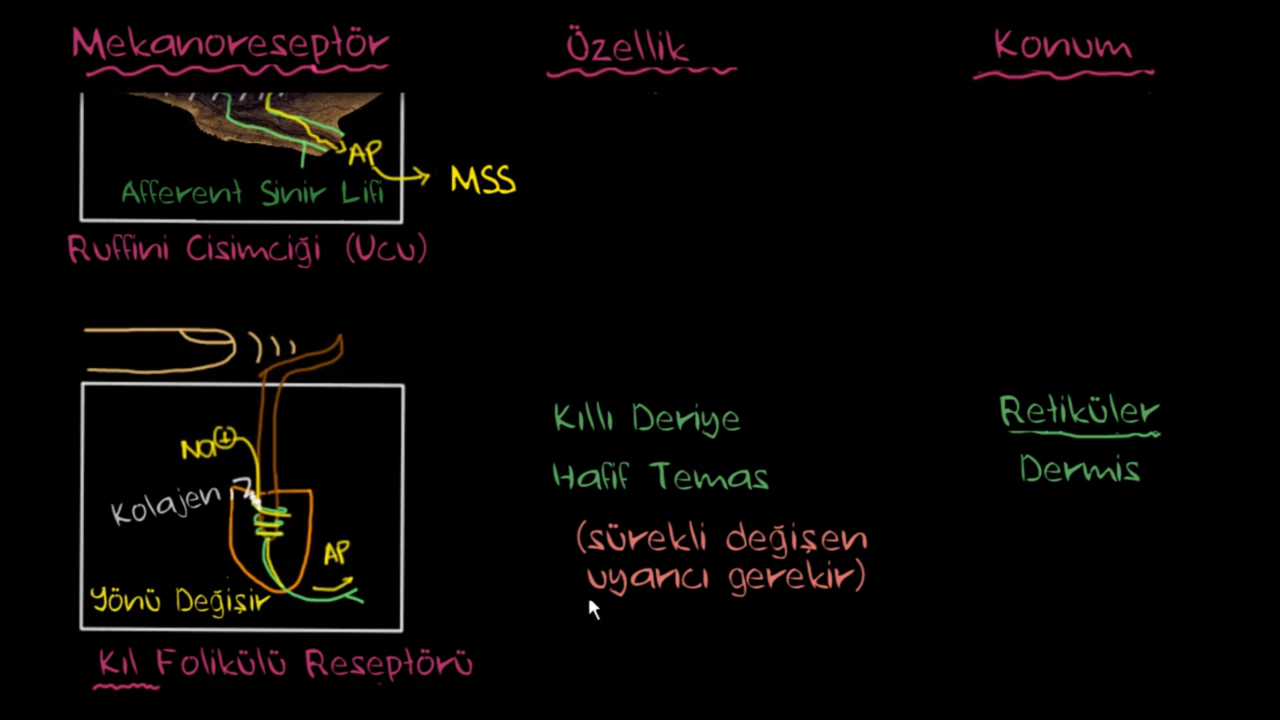 Mekanoreseptör Özellik Konum
AP
MSS
Afferent Sinir Lifi
Ruffini Cisimciği (Ucu)
Kıllı Deriye
Hafif Temas
(sürekli değişen
uyarıcı gerekir)
Retiküler
Dermis
Na+
Kolajen
AP
Yönü Değişir
Kıl Folikülü Reseptörü